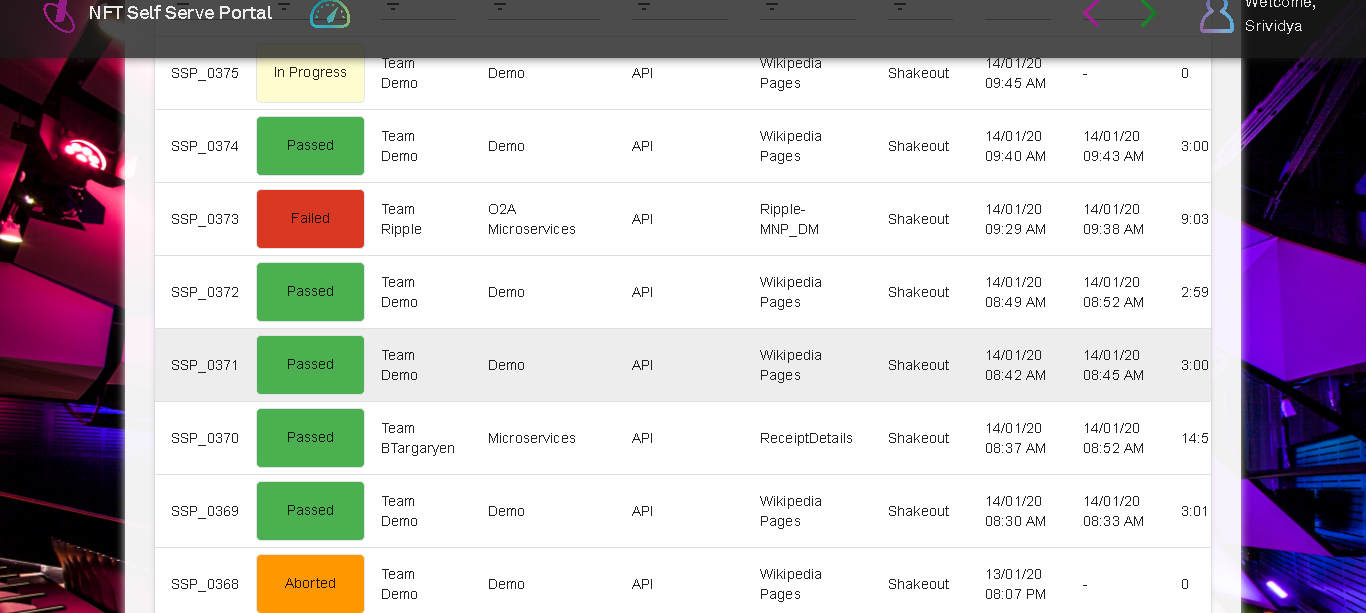 NFT Self Serve Portal
Welcome,
Srividya
SSP_0375 In Progress Team Demo Demo API Wikipedia Pages Shakeout 14/01/20 09:45 AM - 0
SSP_0374 Passed Team Demo Demo API Wikipedia Pages Shakeout 14/01/20 09:40 AM 14/01/20 09:43 AM 3:00
SSP_0373 Failed Team Ripple O2A Microservices API Ripple-MNP_DM Shakeout 14/01/20 09:29 AM 14/01/20 09:38 AM 9:03
SSP_0372 Passed Team Demo Demo API Wikipedia Pages Shakeout 14/01/20 08:49 AM 14/01/20 08:52 AM 2:59
SSP_0371 Passed Team Demo Demo API Wikipedia Pages Shakeout 14/01/20 08:42 AM 14/01/20 08:45 AM 3:00
SSP_0370 Passed Team BTargaryen Microservices API ReceiptDetails Shakeout 14/01/20 08:37 AM 14/01/20 08:52 AM 14:5
SSP_0369 Passed Team Demo Demo API Wikipedia Pages Shakeout 14/01/20 08:30 AM 14/01/20 08:33 AM 3:01
SSP_0368 Aborted Team Demo Demo API Wikipedia Pages Shakeout 13/01/20 08:07 PM - 0